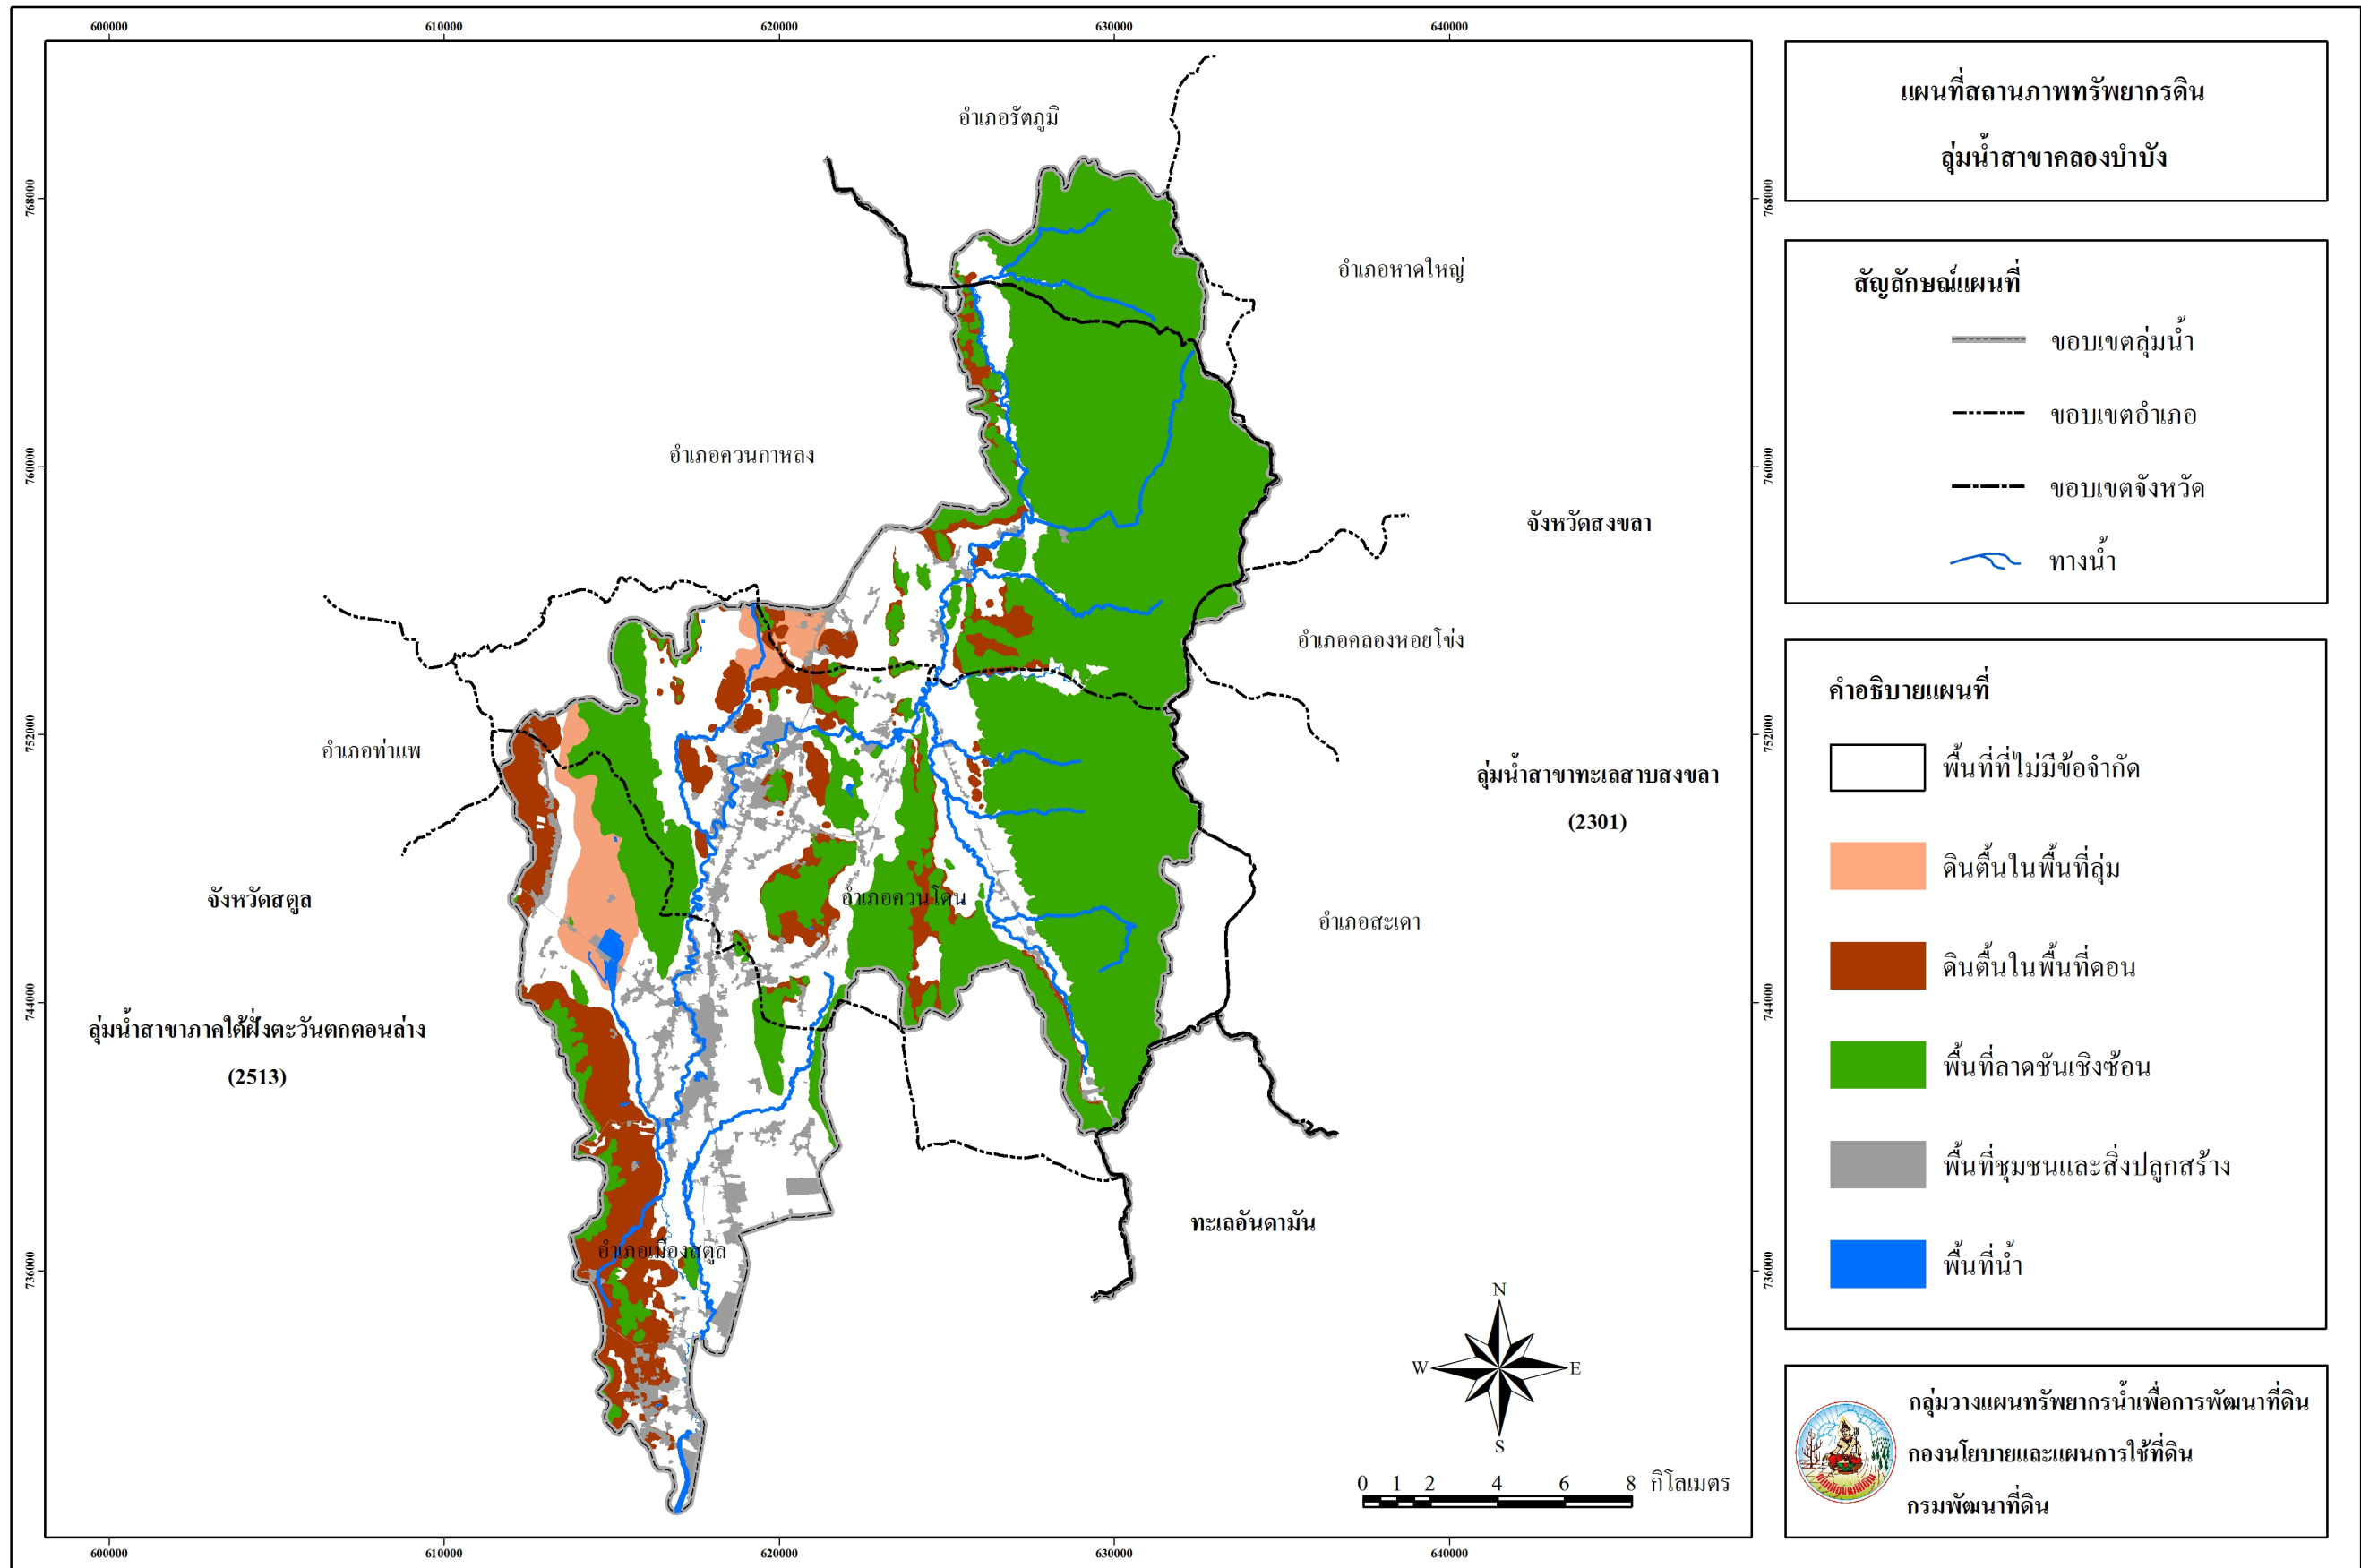 แผนที่สถานภาพทรัพยากรดิน
ลุ่มน้ำสาขาคลองบำบัง
สัญลักษณ์แผนที่
ขอบเขตลุ่มน้ำ
ขอบเขตอำเภอ
ขอบเขตจังหวัด
ทางน้ำ
คำอธิบายแผนที่
พื้นที่ที่ไม่มีข้อจำกัด
ดินตื้นในพื้นที่ลุ่ม
ดินตื้นในพื้นที่ดอน
พื้นที่ลาดชันเชิงซ้อน
พื้นที่ชุมชนและสิ่งปลูกสร้าง
พื้นที่น้ำ
กลุ่มวางแผนทรัพยากรน้ำเพื่อการพัฒนาที่ดิน
กองนโยบายและแผนการใช้ที่ดิน
กรมพัฒนาที่ดิน
600000 610000 620000 630000 640000
768000 768000
760000 760000
752000 752000
744000 744000
736000 736000
600000 610000 620000 630000 640000
อำเภอรัตภูมิ
อำเภอหาดใหญ่
อำเภอควนกาหลง
จังหวัดสงขลา
อำเภอคลองหอยโข่ง
อำเภอท่าแพ
ลุ่มน้ำสาขาทะเลสาบสงขลา
(2301)
จังหวัดสตูล
อำเภอควนโดน
อำเภอสะเดา
ลุ่มน้ำสาขาภาคใต้ฝั่งตะวันตกตอนล่าง
(2513)
ทะเลอันดามัน
อำเภอเมืองสตูล
N
W E
S
0 1 2 4 6 8 กิโลเมตร